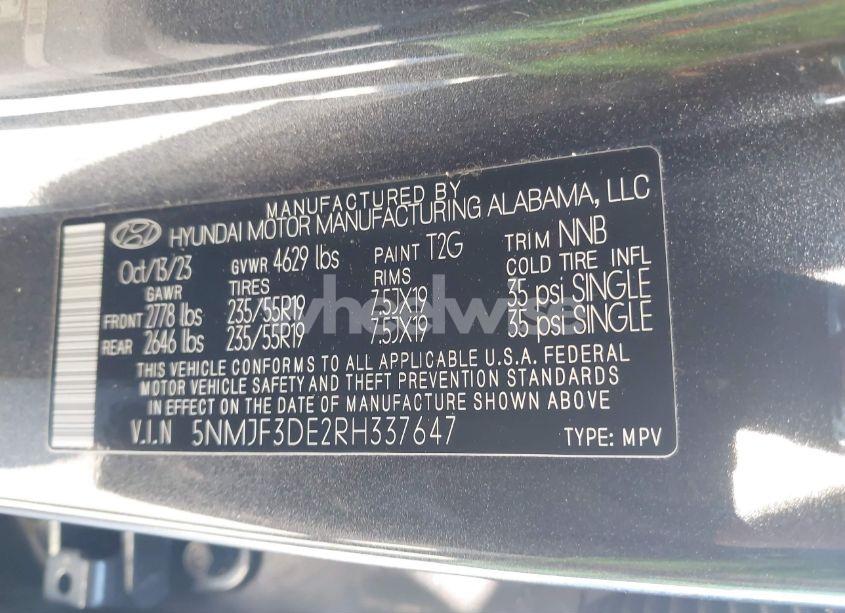 MANUFACTURED BY
HYUNDAI MOTOR MANUFACTURING ALABAMA, LLC
Oct/13/23 GVWR 4629 lbs PAINT T2G TRIM NNB
GAWR TIRES RIMS COLD TIRE INFL
FRONT 2778 lbs 235/55R19 7.5JX19 35 psi SINGLE
REAR 2646 lbs 235/55R19 7.5JX19 35 psi SINGLE
THIS VEHICLE CONFORMS TO ALL APPLICABLE U.S.A. FEDERAL
MOTOR VEHICLE SAFETY AND THEFT PREVENTION STANDARDS
IN EFFECT ON THE DATE OF MANUFACTURE SHOWN ABOVE
V.I.N 5NMJF3DE2RH337647 TYPE: MPV
wheelwise